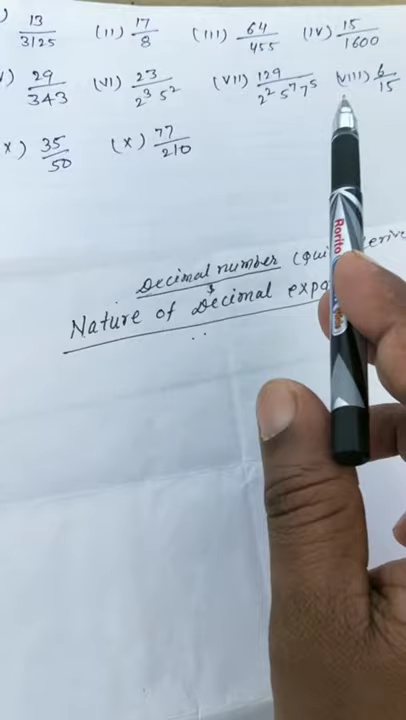 ) 13/3125 (II) 17/8 (III) 64/455 (IV) 15/1600
) 29/343 (VI) 23/2³5² (VII) 129/2²5⁷7⁵ (VIII) 6/15
X) 35/50 (X) 77/210
Decimal number
Nature of Decimal expa
Rorito